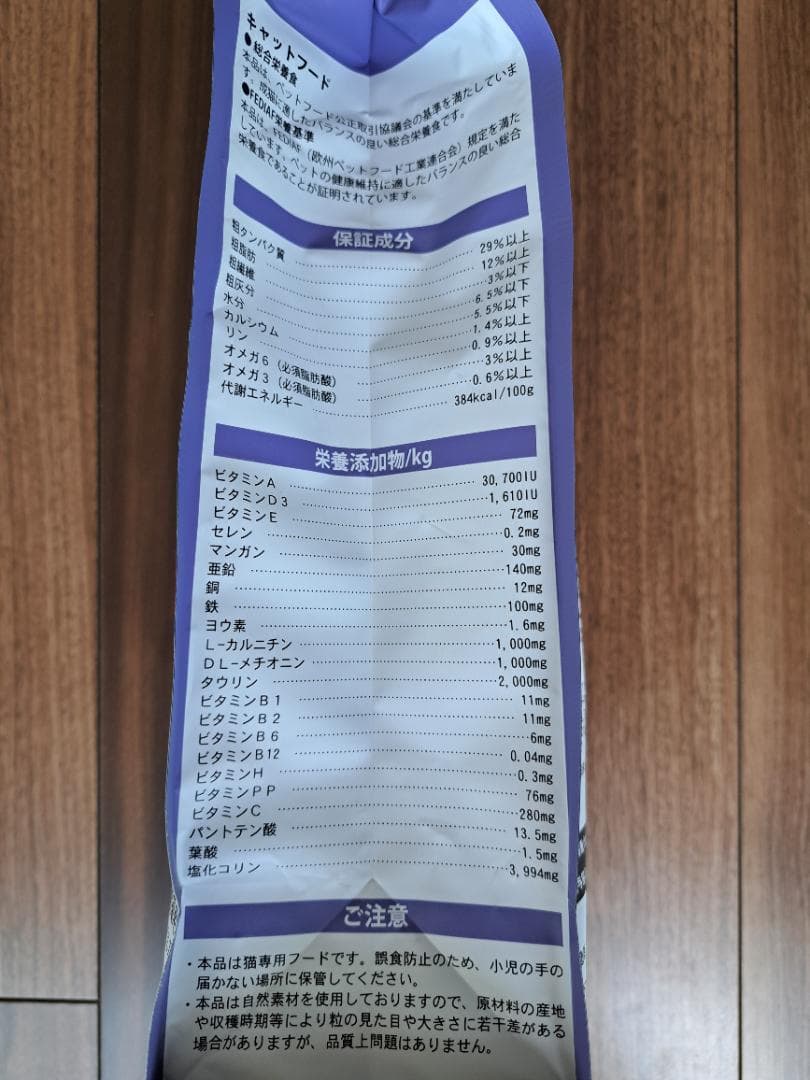 キャットフード
●総合栄養食
本品は、ペットフード公正取引協議会の基準を満たしていま
す。成猫に適したバランスの良い総合栄養食です。
●FEDIAF栄養基準
本品は、FEDIAF（欧州ペットフード工業連合会）規定を満た
しています。ペットの健康維持に適したバランスの良い総合
栄養食であることが証明されています。
保証成分
粗タンパク質 29%以上
粗脂肪 12%以上
粗繊維 3%以下
粗灰分 6.5%以下
水分 5.5%以下
カルシウム 1.4%以上
リン 0.9%以上
オメガ6（必須脂肪酸） 3%以上
オメガ3（必須脂肪酸） 0.6%以上
代謝エネルギー 384kcal/100g
栄養添加物/kg
ビタミンA 30,700IU
ビタミンD3 1,610IU
ビタミンE 72mg
セレン 0.2mg
マンガン 30mg
亜鉛 140mg
銅 12mg
鉄 100mg
ヨウ素 1.6mg
L-カルニチン 1,000mg
DL-メチオニン 1,000mg
タウリン 2,000mg
ビタミンB1 11mg
ビタミンB2 11mg
ビタミンB6 6mg
ビタミンB12 0.04mg
ビタミンH 0.3mg
ビタミンPP 76mg
ビタミンC 280mg
パントテン酸 13.5mg
葉酸 1.5mg
塩化コリン 3,994mg
ご注意
・本品は猫専用フードです。誤食防止のため、小児の手の
届かない場所に保管してください。
・本品は自然素材を使用しておりますので、原材料の産地
や収穫時期等により粒の見た目や大きさに若干差がある
場合がありますが、品質上問題はありません。